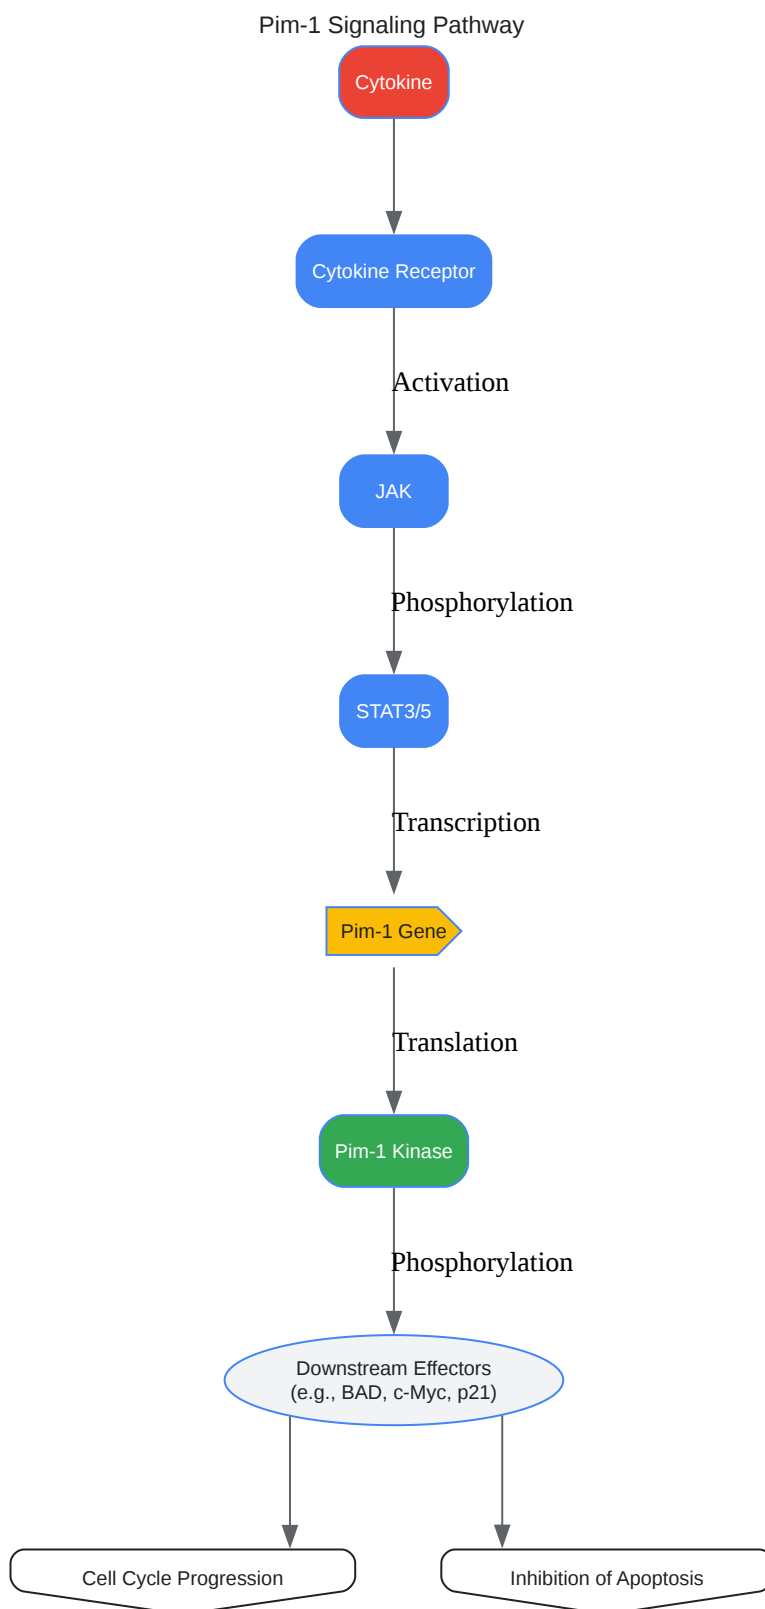 Pim-1 Signaling Pathway
Cytokine
Cytokine Receptor
Activation
JAK
Phosphorylation
STAT3/5
Transcription
Pim-1 Gene
Translation
Pim-1 Kinase
Phosphorylation
Downstream Effectors
(e.g., BAD, c-Myc, p21)
Cell Cycle Progression
Inhibition of Apoptosis